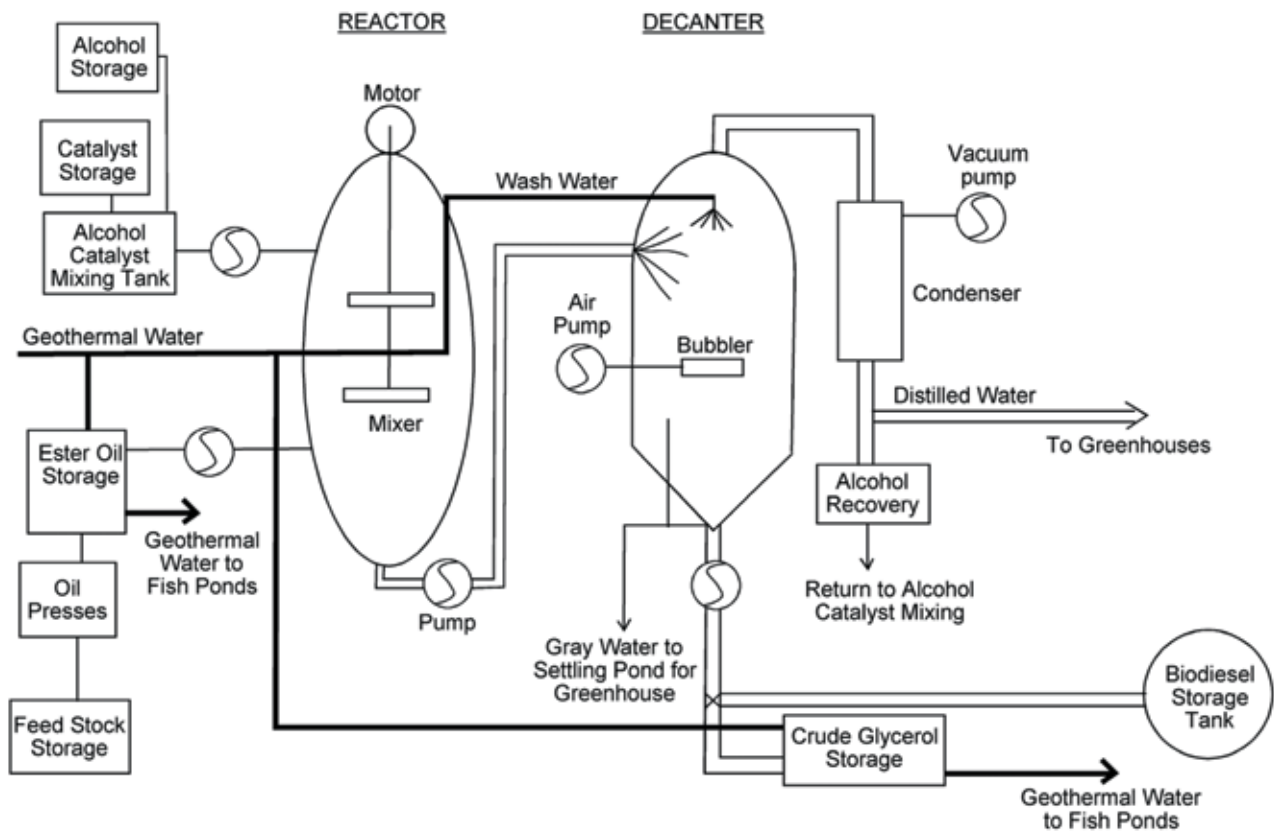 REACTOR
DECANTER
Alcohol
Storage
Motor
Catalyst
Storage
Wash Water
Vacuum
pump
Alcohol
Catalyst
Mixing Tank
Condenser
Air
Pump
Geothermal Water
Bubbler
Distilled Water
Mixer
To Greenhouses
Ester Oil
Storage
Alcohol
Recovery
Geothermal
Water to
Fish Ponds
Oil
Presses
Return to Alcohol
Catalyst Mixing
Pump
Gray Water to
Settling Pond for
Greenhouse
Biodiesel
Storage
Tank
Feed Stock
Storage
Crude Glycerol
Storage
Geothermal Water
to Fish Ponds